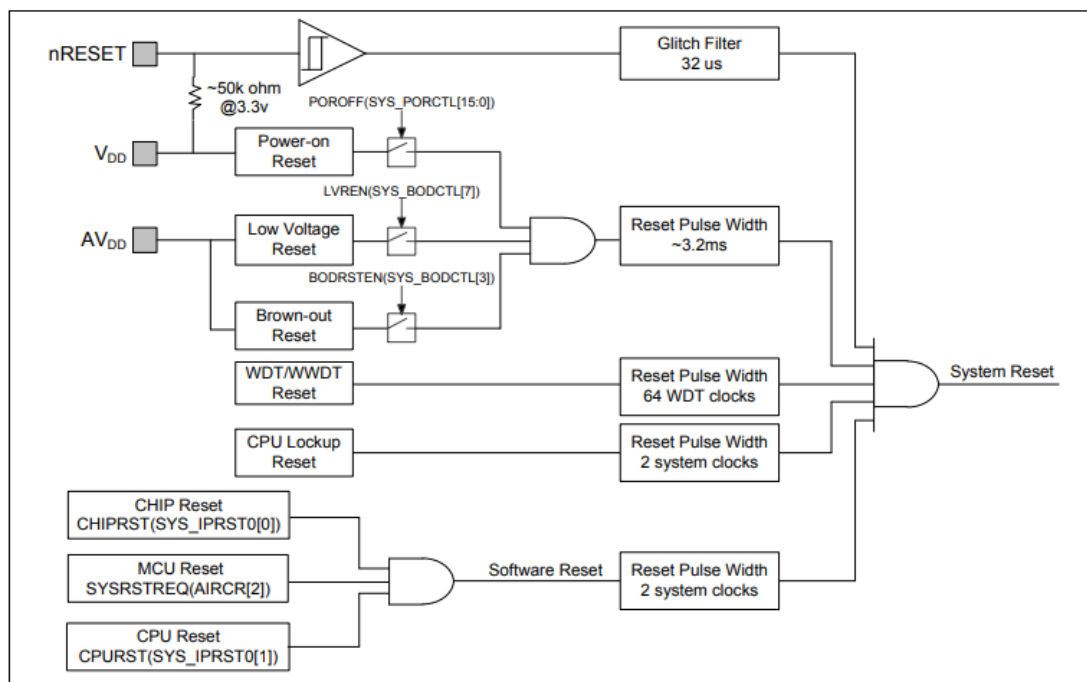 nRESET
Glitch Filter
32 us
~50k ohm
@3.3v
POROFF(SYS_PORCTL[15:0])
VDD
Power-on
Reset
LVREN(SYS_BODCTL[7])
AVDD
Low Voltage
Reset
Reset Pulse Width
~3.2ms
BODRSTEN(SYS_BODCTL[3])
Brown-out
Reset
WDT/WWDT
Reset
Reset Pulse Width
64 WDT clocks
System Reset
CPU Lockup
Reset
Reset Pulse Width
2 system clocks
CHIP Reset
CHIPRST(SYS_IPRST0[0])
MCU Reset
SYSRSTREQ(AIRCR[2])
Software Reset
Reset Pulse Width
2 system clocks
CPU Reset
CPURST(SYS_IPRST0[1])